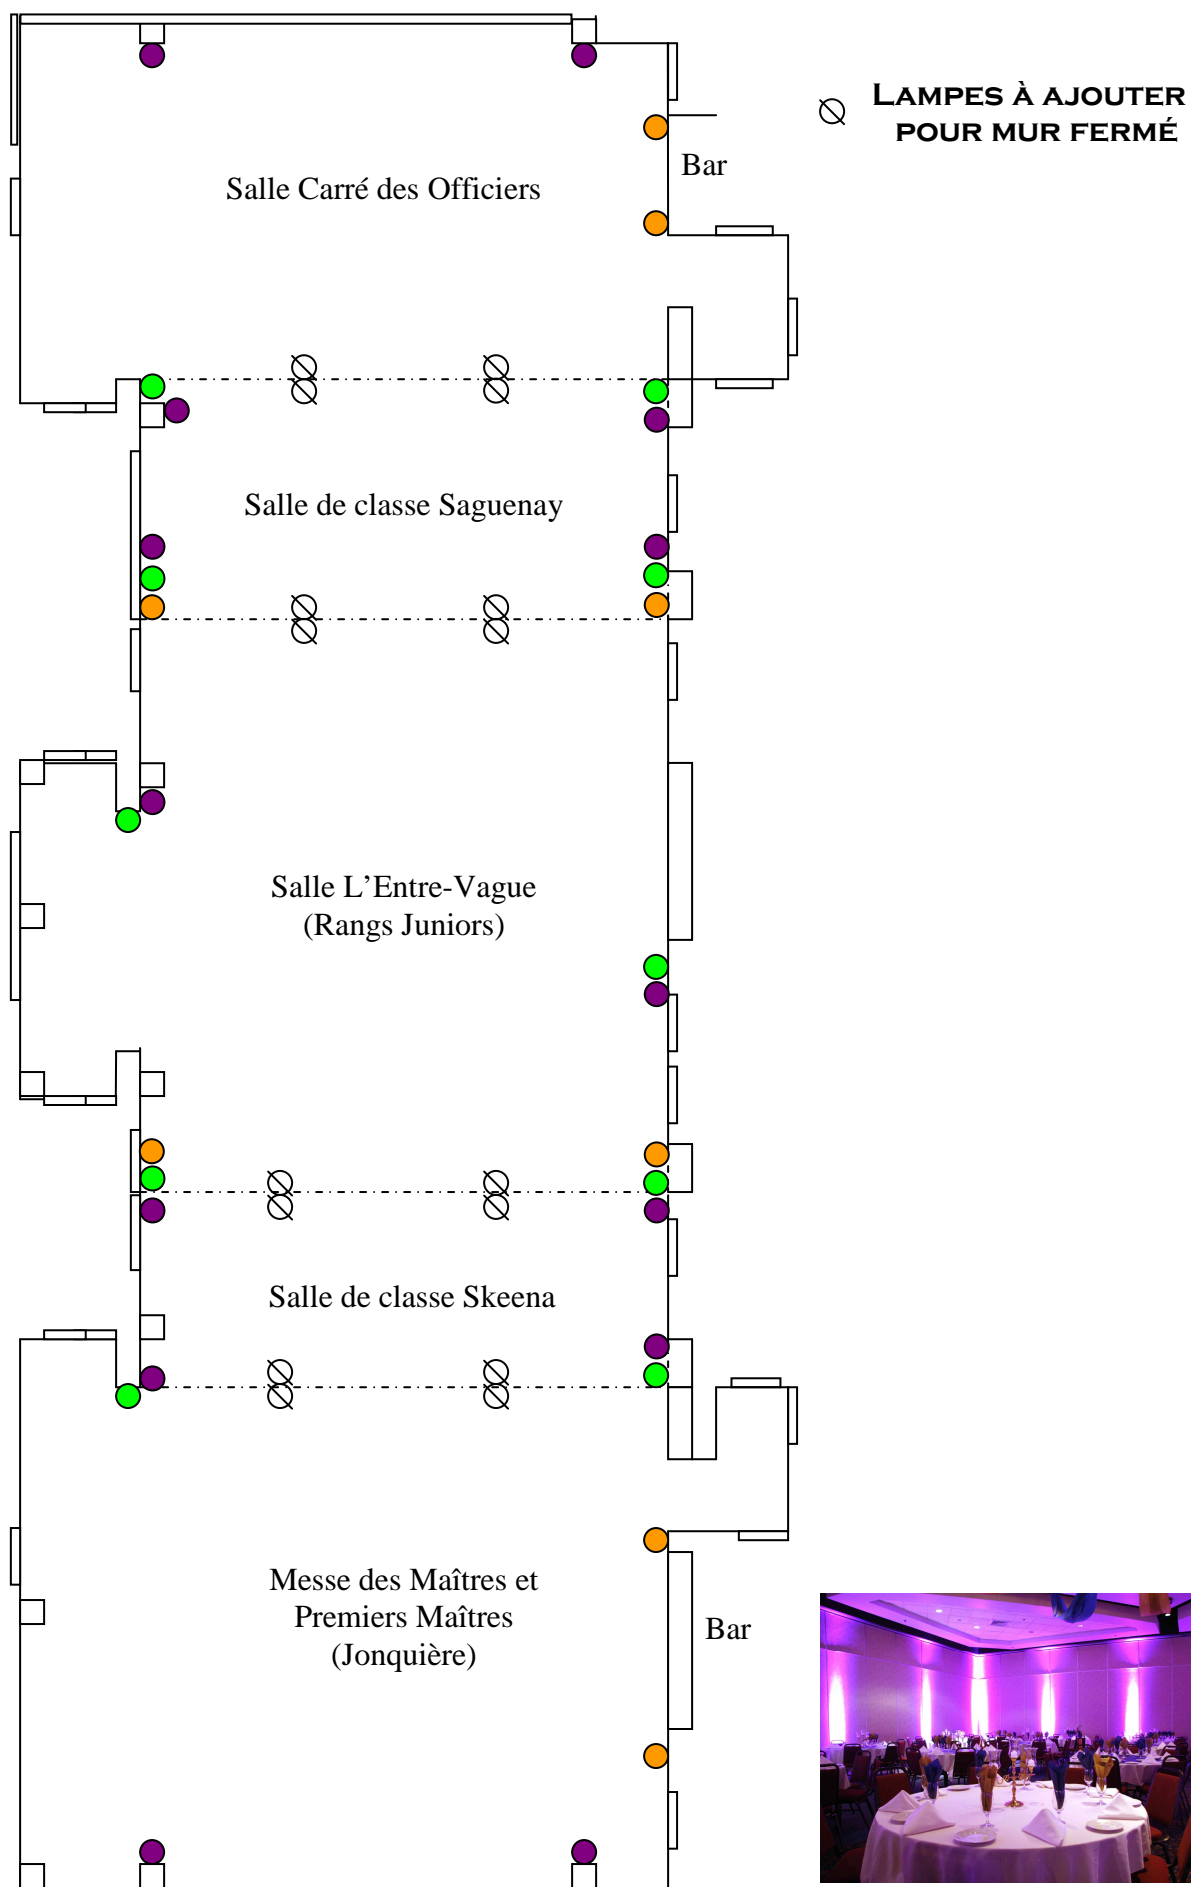 LAMPES À AJOUTER
POUR MUR FERMÉ
Bar
Salle Carré des Officiers
Salle de classe Saguenay
Salle L’Entre-Vague
(Rangs Juniors)
Salle de classe Skeena
Messe des Maîtres et
Premiers Maîtres
(Jonquière)
Bar